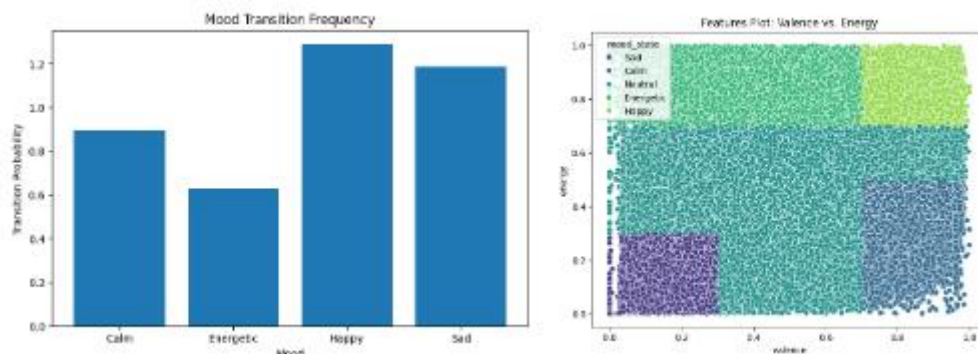 Mood Transition Frequency
Transition Probability
1.2
1.0
0.8
0.6
0.4
0.2
0.0
Calm
Energetic
Happy
Sad
Mood
Features Plot: Valence vs. Energy
mood_state
Sad
Calm
Neutral
Energetic
Happy
energy
1.0
0.8
0.6
0.4
0.2
0.0
0.0
0.2
0.4
0.6
0.8
1.0
valence